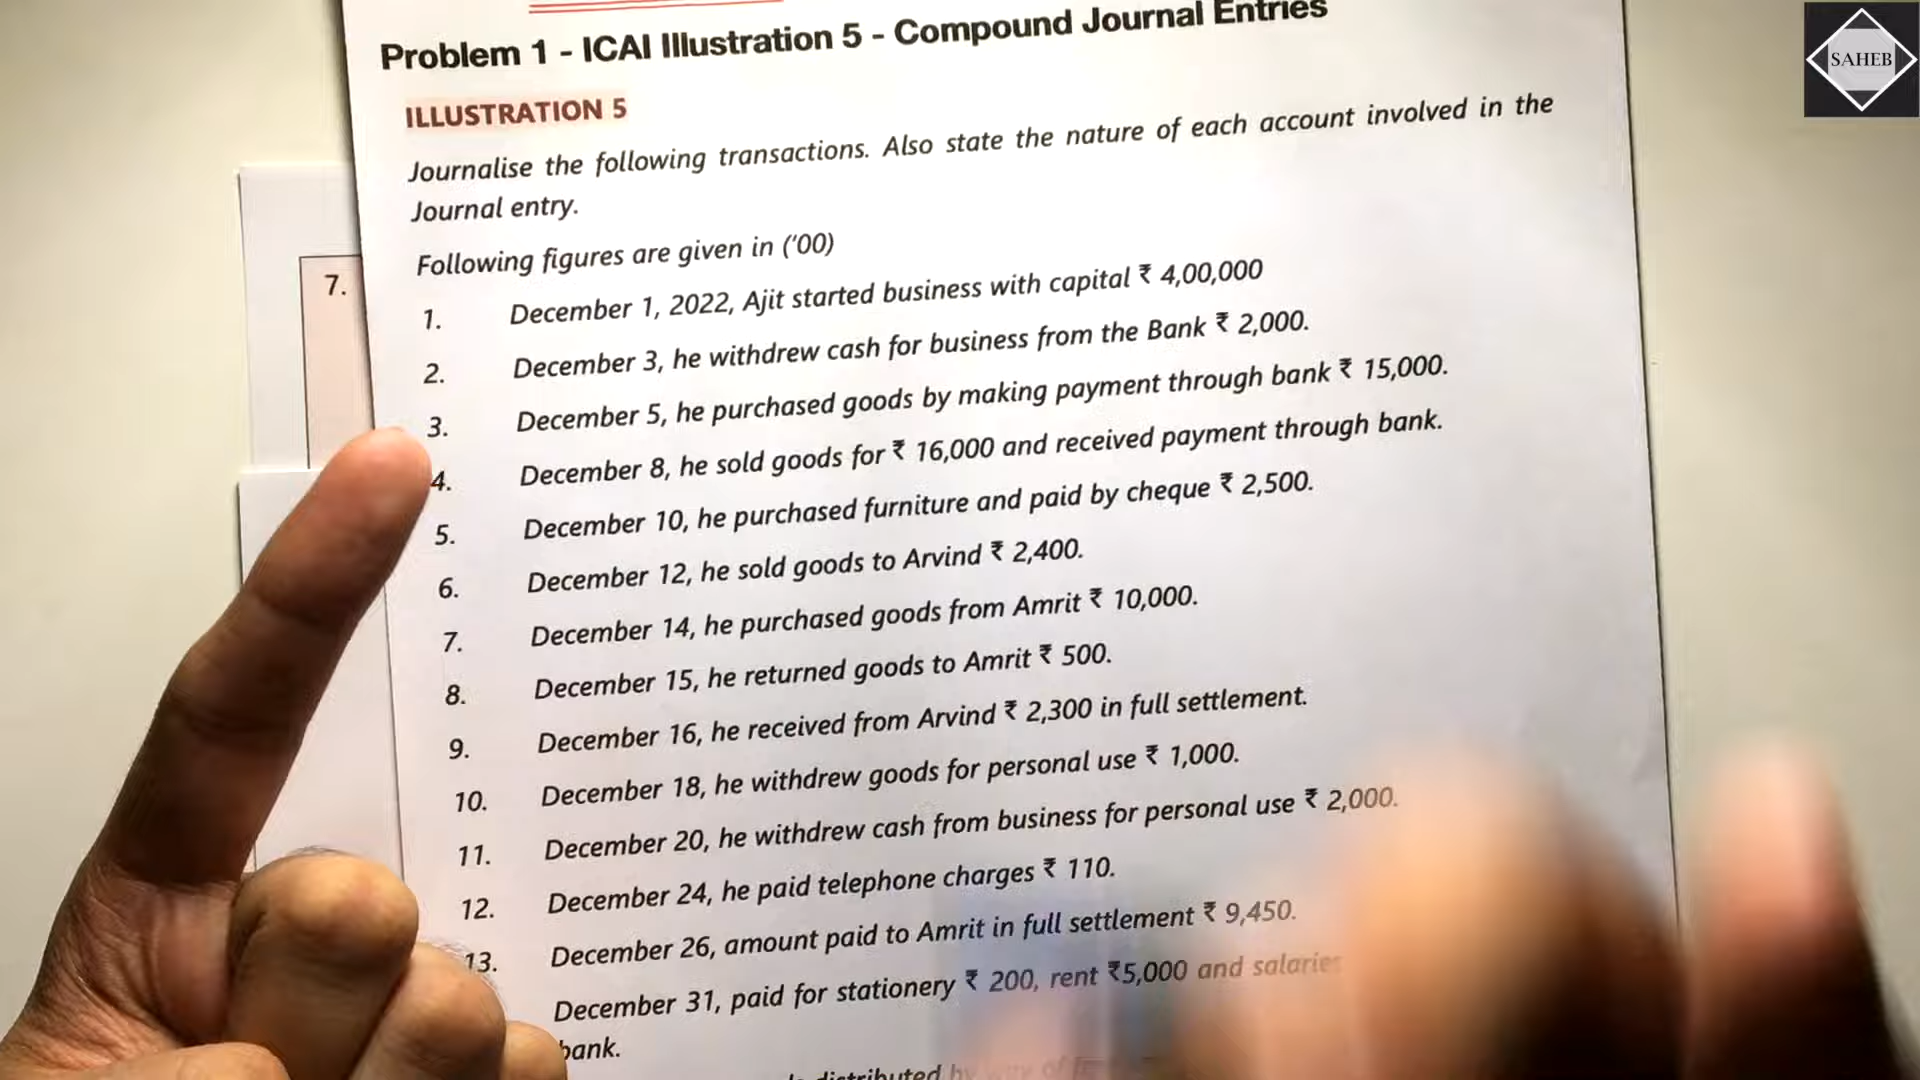 SAHEB
Problem 1 - ICAI Illustration 5 - Compound Journal Entries
ILLUSTRATION 5
Journalise the following transactions. Also state the nature of each account involved in the
Journal entry.
Following figures are given in ('00)
7.
1. December 1, 2022, Ajit started business with capital ₹ 4,00,000
2. December 3, he withdrew cash for business from the Bank ₹ 2,000.
3. December 5, he purchased goods by making payment through bank ₹ 15,000.
4. December 8, he sold goods for ₹ 16,000 and received payment through bank.
5. December 10, he purchased furniture and paid by cheque ₹ 2,500.
6. December 12, he sold goods to Arvind ₹ 2,400.
7. December 14, he purchased goods from Amrit ₹ 10,000.
8. December 15, he returned goods to Amrit ₹ 500.
9. December 16, he received from Arvind ₹ 2,300 in full settlement.
10. December 18, he withdrew goods for personal use ₹ 1,000.
11. December 20, he withdrew cash from business for personal use ₹ 2,000.
12. December 24, he paid telephone charges ₹ 110.
13. December 26, amount paid to Amrit in full settlement ₹ 9,450.
December 31, paid for stationery ₹ 200, rent ₹5,000 and salaries
bank.
distributed by way of